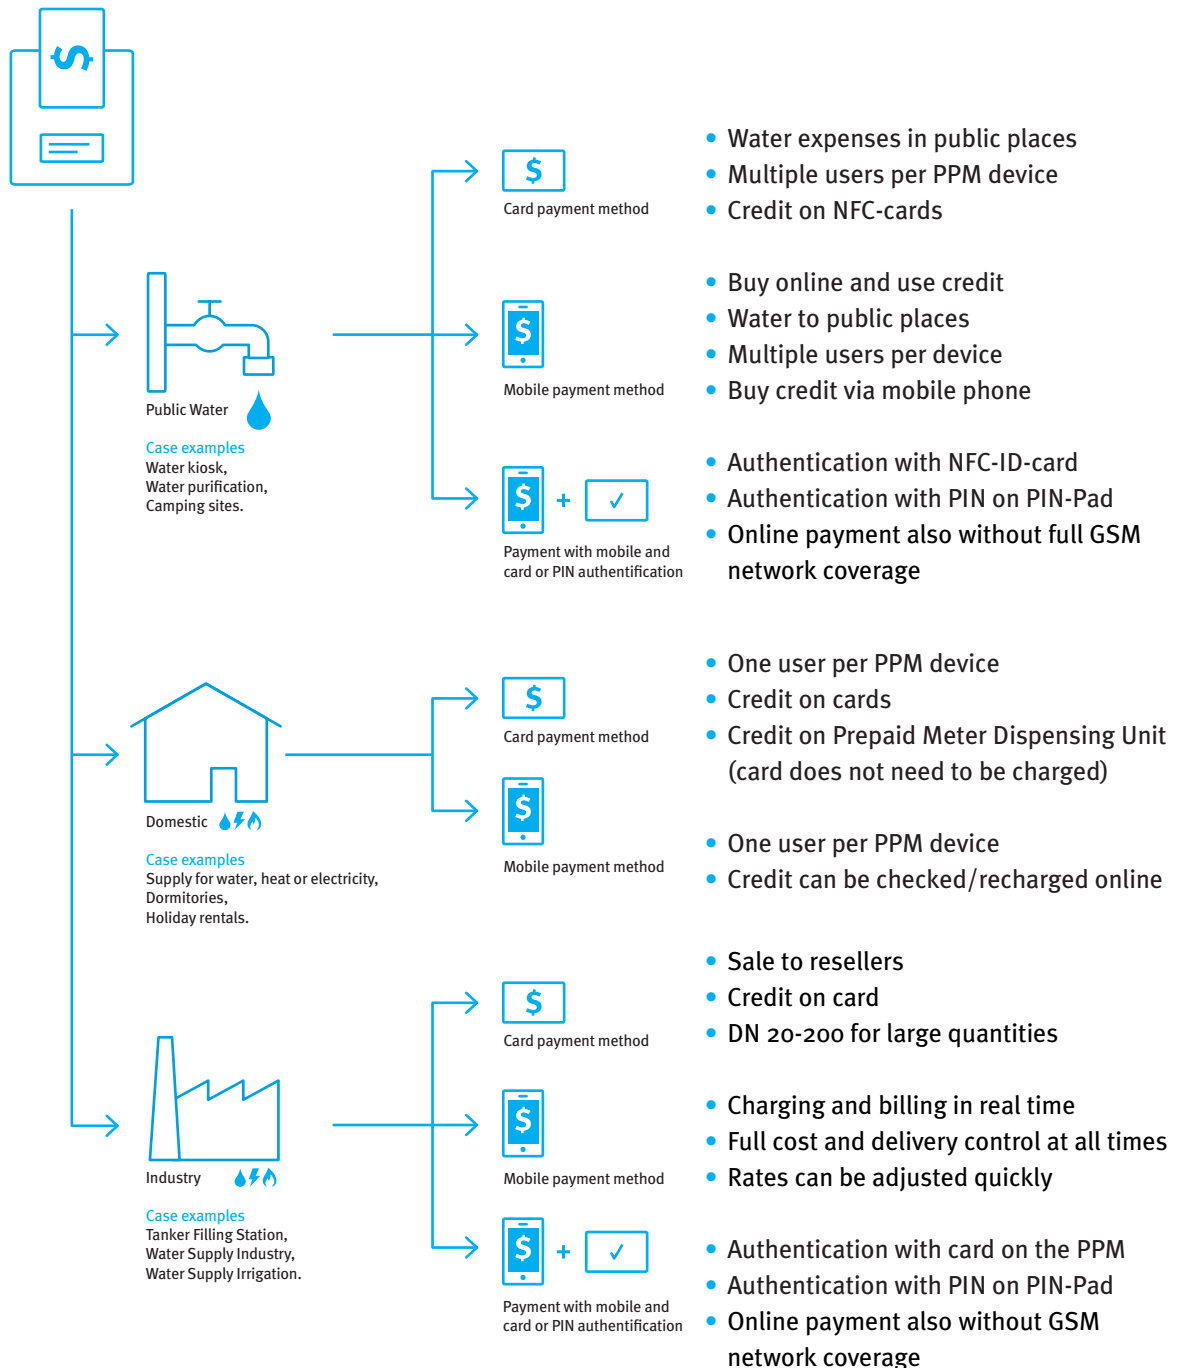 $
$
Card payment method
• Water expenses in public places
• Multiple users per PPM device
• Credit on NFC-cards
$
Mobile payment method
• Buy online and use credit
• Water to public places
• Multiple users per device
• Buy credit via mobile phone
Public Water
Case examples
Water kiosk,
Water purification,
Camping sites.
$ + ✓
Payment with mobile and
card or PIN authentification
• Authentication with NFC-ID-card
• Authentication with PIN on PIN-Pad
• Online payment also without full GSM
network coverage
$
Card payment method
• One user per PPM device
• Credit on cards
• Credit on Prepaid Meter Dispensing Unit
(card does not need to be charged)
Domestic
Case examples
Supply for water, heat or electricity,
Dormitories,
Holiday rentals.
$
Mobile payment method
• One user per PPM device
• Credit can be checked/recharged online
$
Card payment method
• Sale to resellers
• Credit on card
• DN 20-200 for large quantities
$
Mobile payment method
• Charging and billing in real time
• Full cost and delivery control at all times
• Rates can be adjusted quickly
Industry
Case examples
Tanker Filling Station,
Water Supply Industry,
Water Supply Irrigation.
$ + ✓
Payment with mobile and
card or PIN authentification
• Authentication with card on the PPM
• Authentication with PIN on PIN-Pad
• Online payment also without GSM
network coverage